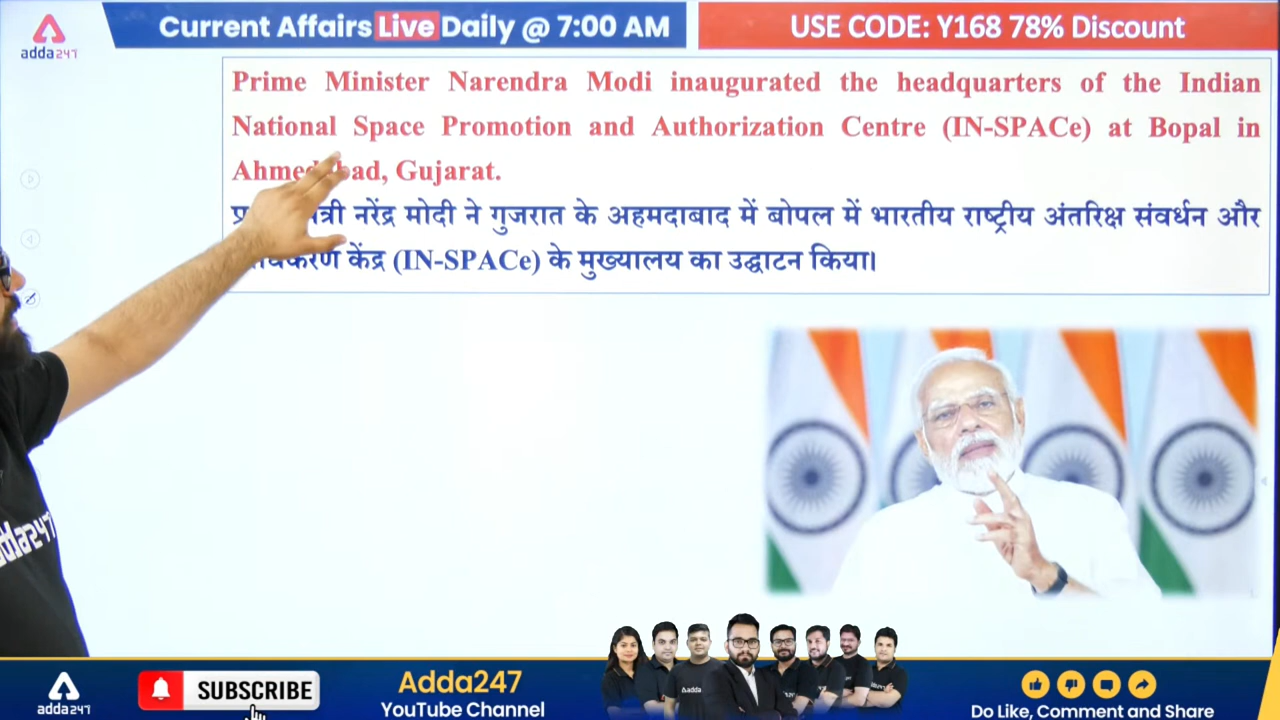 adda247
Current Affairs Live Daily @ 7:00 AM
USE CODE: Y168 78% Discount
Prime Minister Narendra Modi inaugurated the headquarters of the Indian
National Space Promotion and Authorization Centre (IN-SPACe) at Bopal in
Gujarat.
नरेंद्र मोदी ने गुजरात के अहमदाबाद में बोपल में भारतीय राष्ट्रीय अंतरिक्ष संवर्धन और
केंद्र (IN-SPACe) के मुख्यालय का उद्घाटन किया।
adda247
adda247
SUBSCRIBE
Adda247
YouTube Channel
Do Like, Comment and Share